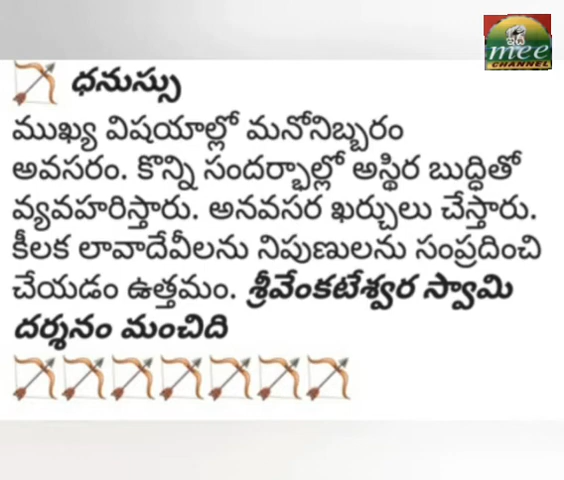 ఇది
mee
CHANNEL
ధనుస్సు
ముఖ్య విషయాల్లో మనోనిబ్బరం
అవసరం. కొన్ని సందర్భాల్లో అస్థిర బుద్ధితో
వ్యవహరిస్తారు. అనవసర ఖర్చులు చేస్తారు.
కీలక లావాదేవీలను నిపుణులను సంప్రదించి
చేయడం ఉత్తమం. శ్రీవేంకటేశ్వర స్వామి
దర్శనం మంచిది